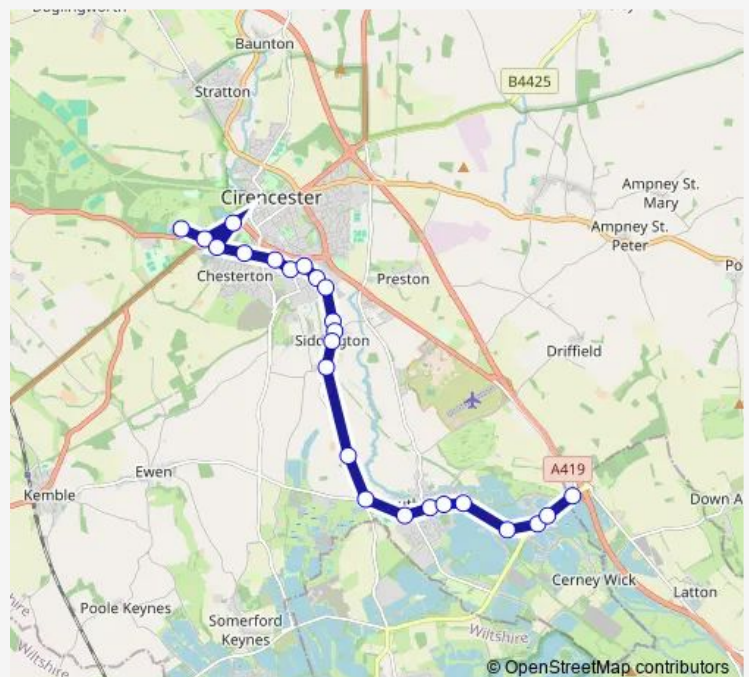 Baunton
Stratton
B4425
Cirencester
Ampney St.
Mary
Ampney St.
Peter
Chesterton
Preston
Driffield
A419
Ewen
Kemble
Down A
Cerney Wick
Latton
Poole Keynes
Somerford
Keynes
Wiltshire
Wiltshire
© OpenStreetMap contributors